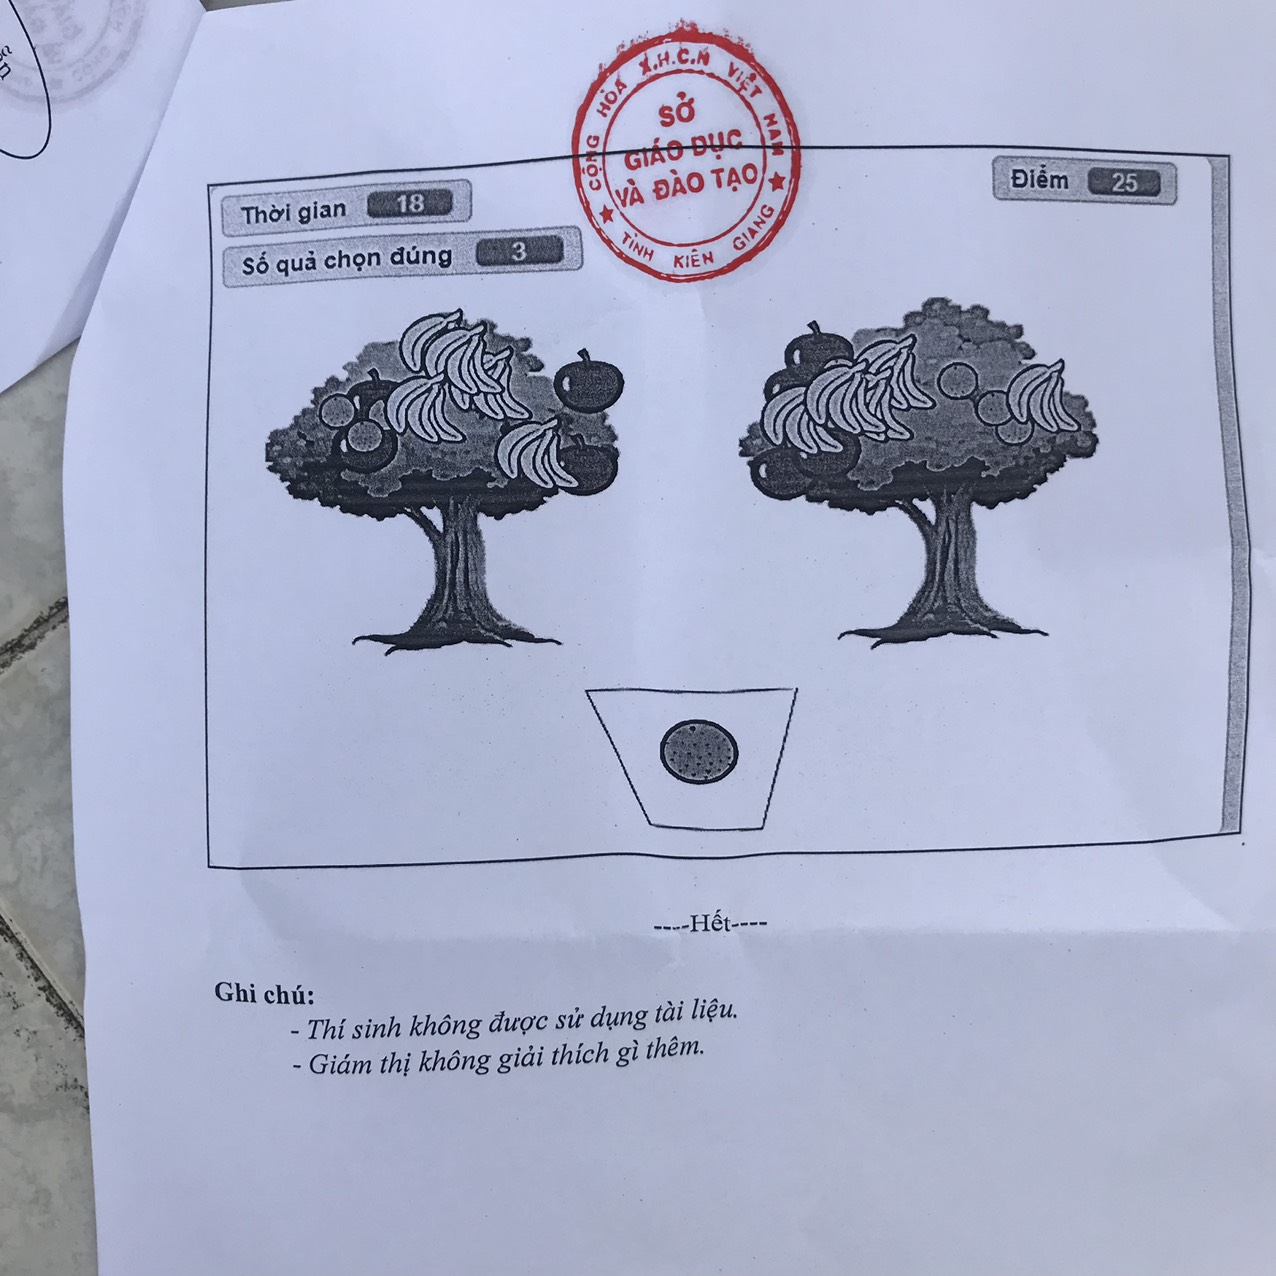 CỘNG HÒA X.H.C.N VIỆT NAM
SỞ
GIÁO DỤC
VÀ ĐÀO TẠO
TỈNH KIÊN GIANG
Thời gian 18
Điểm 25
Số quả chọn đúng 3
-----Hết----
Ghi chú:
- Thí sinh không được sử dụng tài liệu.
- Giám thị không giải thích gì thêm.